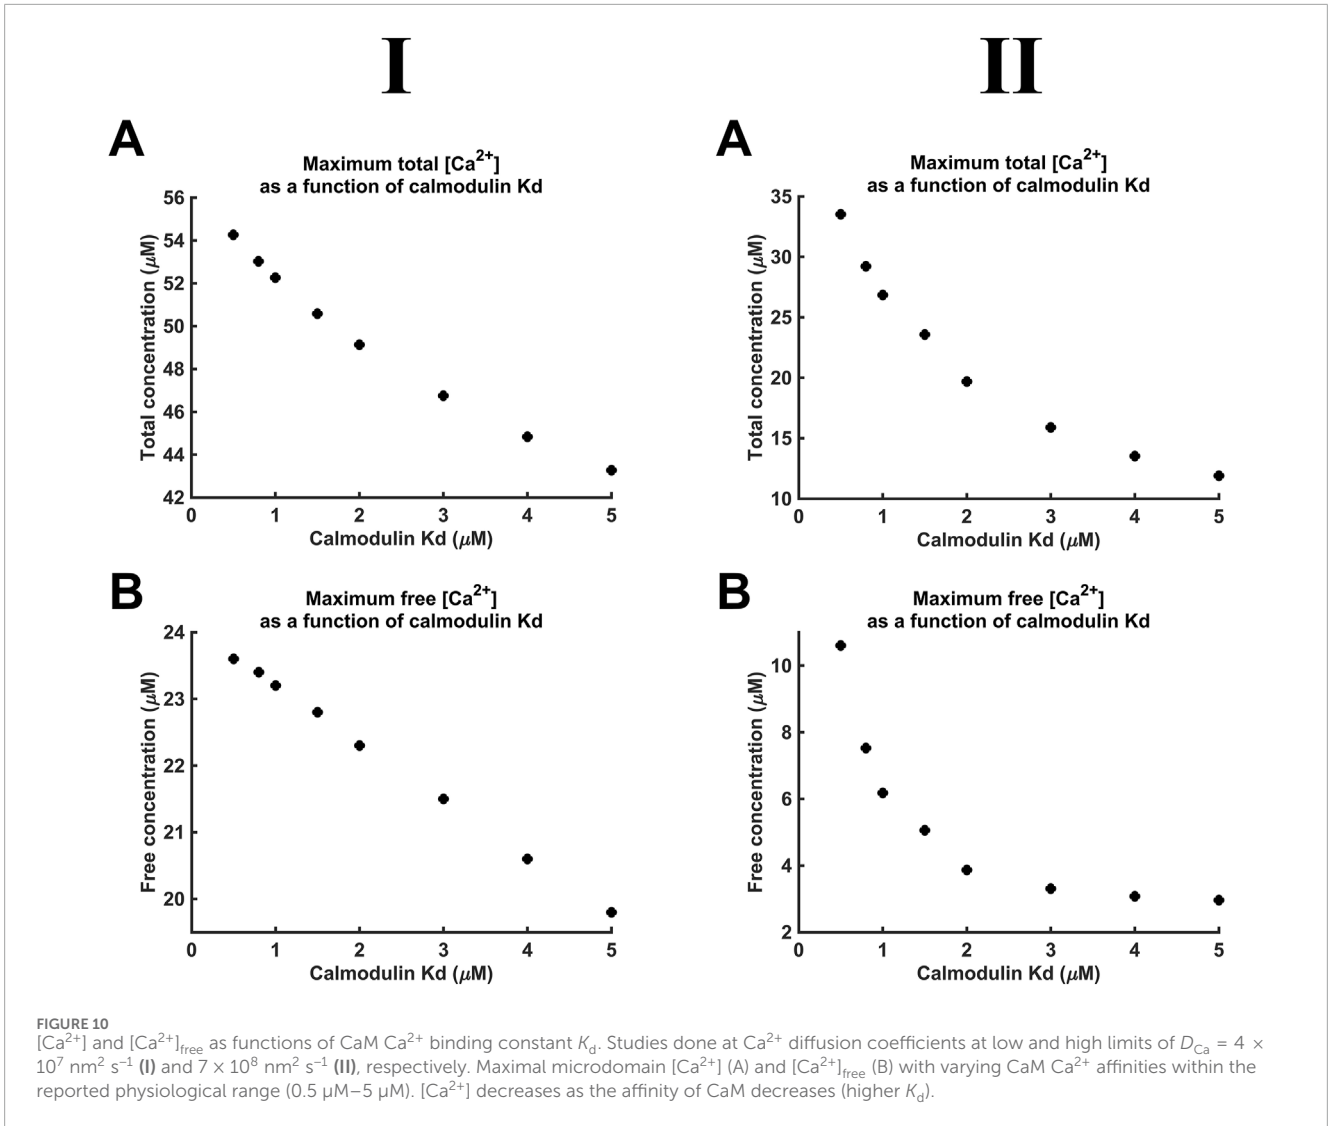 I
II
A
Maximum total [Ca2+]
as a function of calmodulin Kd
Total concentration (μM)
56
54
52
50
48
46
44
42
0 1 2 3 4 5
Calmodulin Kd (μM)
A
Maximum total [Ca2+]
as a function of calmodulin Kd
Total concentration (μM)
35
30
25
20
15
10
0 1 2 3 4 5
Calmodulin Kd (μM)
B
Maximum free [Ca2+]
as a function of calmodulin Kd
Free concentration (μM)
24
23
22
21
20
0 1 2 3 4 5
Calmodulin Kd (μM)
B
Maximum free [Ca2+]
as a function of calmodulin Kd
Free concentration (μM)
10
8
6
4
2
0 1 2 3 4 5
Calmodulin Kd (μM)
FIGURE 10
[Ca2+] and [Ca2+]free as functions of CaM Ca2+ binding constant Kd. Studies done at Ca2+ diffusion coefficients at low and high limits of DCa = 4 ×
10⁷ nm² s⁻¹ (I) and 7 × 10⁸ nm² s⁻¹ (II), respectively. Maximal microdomain [Ca2+] (A) and [Ca2+]free (B) with varying CaM Ca2+ affinities within the
reported physiological range (0.5 μM–5 μM). [Ca2+] decreases as the affinity of CaM decreases (higher Kd).